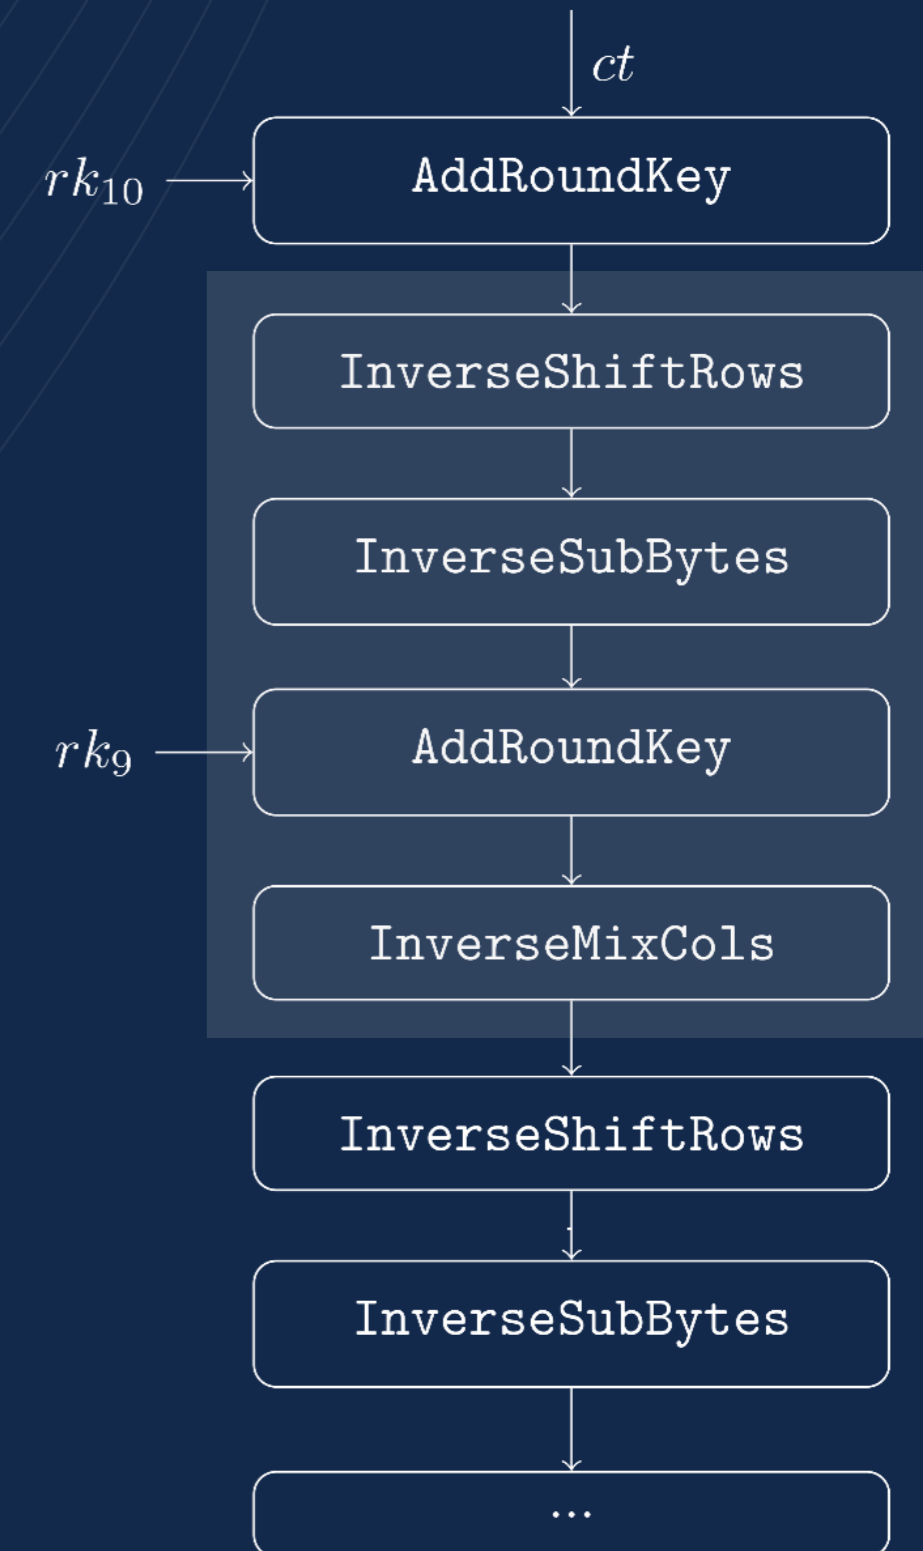 ct
rk₁₀
AddRoundKey
InverseShiftRows
InverseSubBytes
rk₉
AddRoundKey
InverseMixCols
InverseShiftRows
InverseSubBytes
...